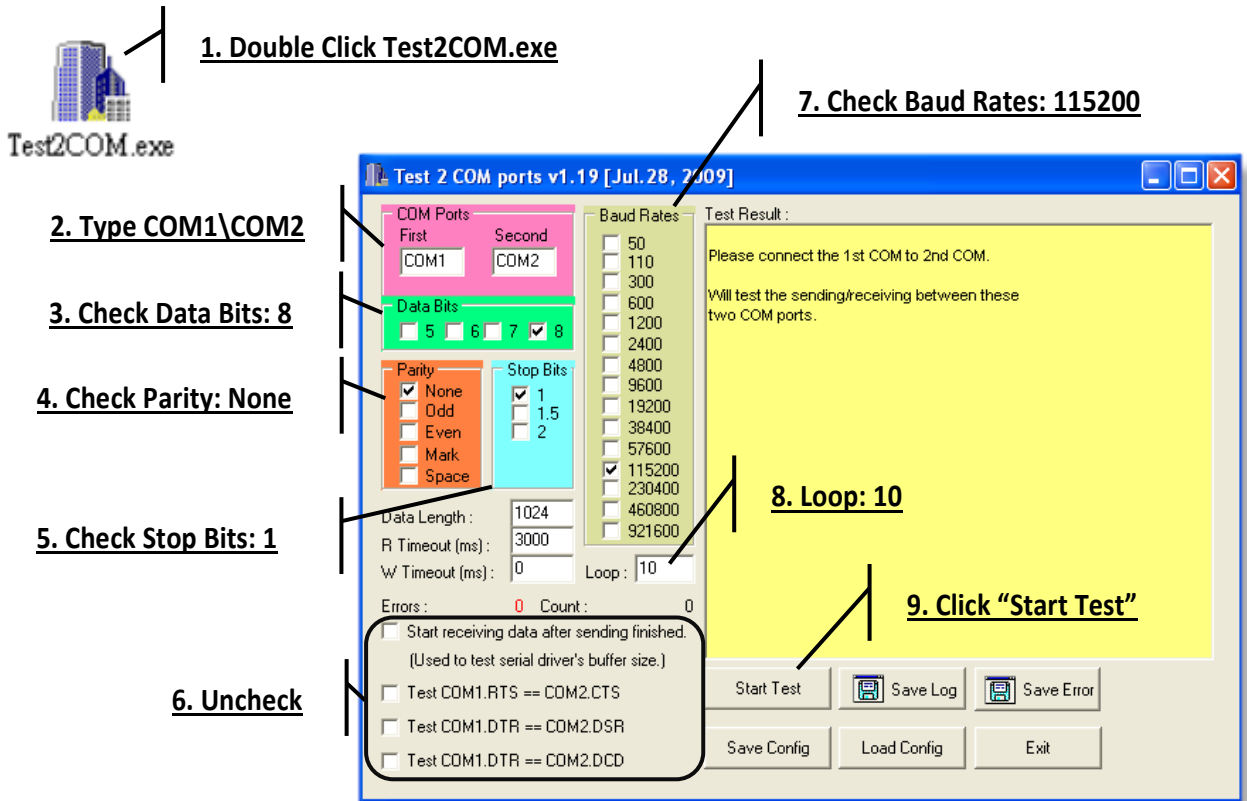 1. Double Click Test2COM.exe
Test2COM.exe
7. Check Baud Rates: 115200
Test 2 COM ports v1.19 [Jul.28, 2009]
2. Type COM1\COM2
COM Ports
First Second
COM1 COM2
3. Check Data Bits: 8
Data Bits
5 6 7 8
4. Check Parity: None
Parity
None
Odd
Even
Mark
Space
Stop Bits
1
1.5
2
5. Check Stop Bits: 1
Baud Rates
50
110
300
600
1200
2400
4800
9600
19200
38400
57600
115200
230400
460800
921600
Data Length : 1024
R Timeout (ms) : 3000
W Timeout (ms) : 0
Loop : 10
8. Loop: 10
Errors : 0 Count : 0
6. Uncheck
Start receiving data after sending finished.
(Used to test serial driver's buffer size.)
Test COM1.RTS == COM2.CTS
Test COM1.DTR == COM2.DSR
Test COM1.DTR == COM2.DCD
Test Result :
Please connect the 1st COM to 2nd COM.
Will test the sending/receiving between these
two COM ports.
9. Click “Start Test”
Start Test Save Log Save Error
Save Config Load Config Exit